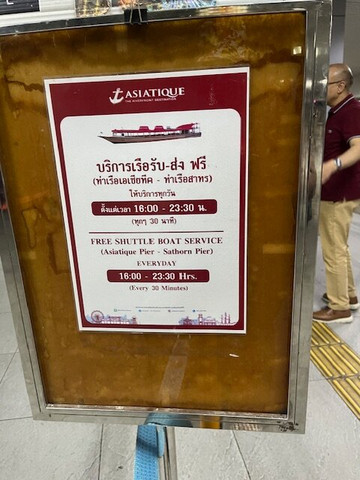 ASIATIQUE
THE RIVERFRONT DESTINATION
บริการเรือรับ-ส่ง ฟรี
(ท่าเรือเอเชียทีค - ท่าเรือสาทร)
ให้บริการทุกวัน
ตั้งแต่เวลา 16:00 - 23:30 น.
(ทุกๆ 30 นาที)
FREE SHUTTLE BOAT SERVICE
(Asiatique Pier - Sathorn Pier)
EVERYDAY
16:00 - 23:30 Hrs.
(Every 30 Minutes)